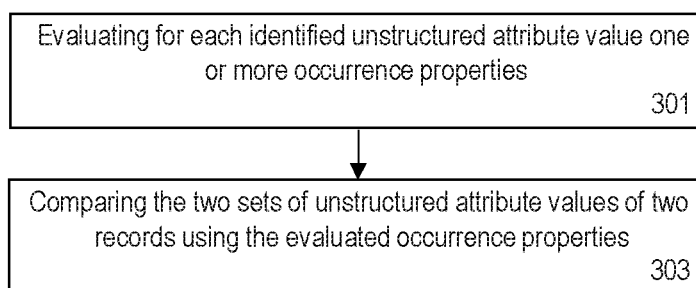 Evaluating for each identified unstructured attribute value one
or more occurrence properties
301
Comparing the two sets of unstructured attribute values of two
records using the evaluated occurrence properties
303